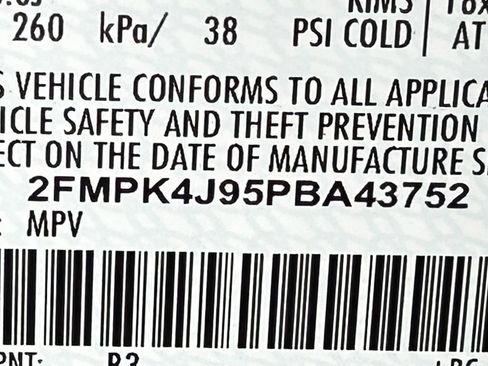 260 kPa/ 38 PSI COLD AT
VEHICLE CONFORMS TO ALL APPLICA
ICLE SAFETY AND THEFT PREVENTION
ECT ON THE DATE OF MANUFACTURE S
2FMPK4J95PBA43752
: MPV